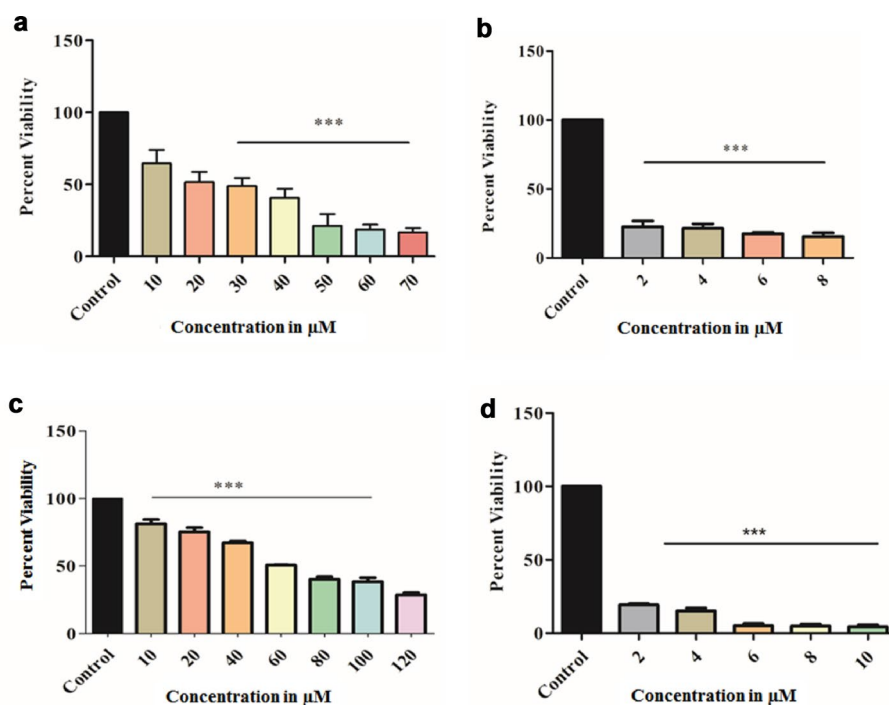 a
150
100
50
0
Percent Viability
***
Control
10
20
30
40
50
60
70
Concentration in μM
b
150
100
50
0
Percent Viability
***
Control
2
4
6
8
Concentration in μM
c
150
100
50
0
Percent Viability
***
Control
10
20
40
60
80
100
120
Concentration in μM
d
150
100
50
0
Percent Viability
***
Control
2
4
6
8
10
Concentration in μM